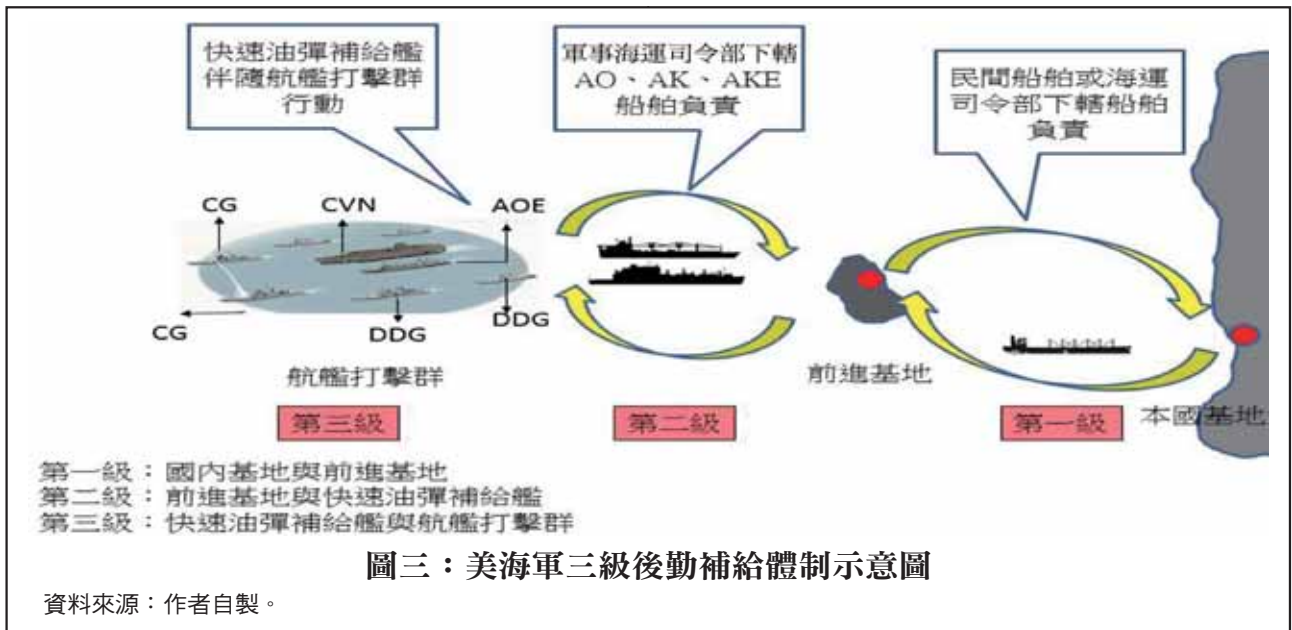 快速油彈補給艦
伴隨航艦打擊群
行動
軍事海運司令部下轄
AO、AK、AKE
船舶負責
民間船舶或海運
司令部下轄船舶
負責
CG
CVN
AOE
CG
DDG
DDG
航艦打擊群
前進基地
本國基地
第三級
第二級
第一級
第一級：國內基地與前進基地
第二級：前進基地與快速油彈補給艦
第三級：快速油彈補給艦與航艦打擊群
圖三：美海軍三級後勤補給體制示意圖
資料來源：作者自製。